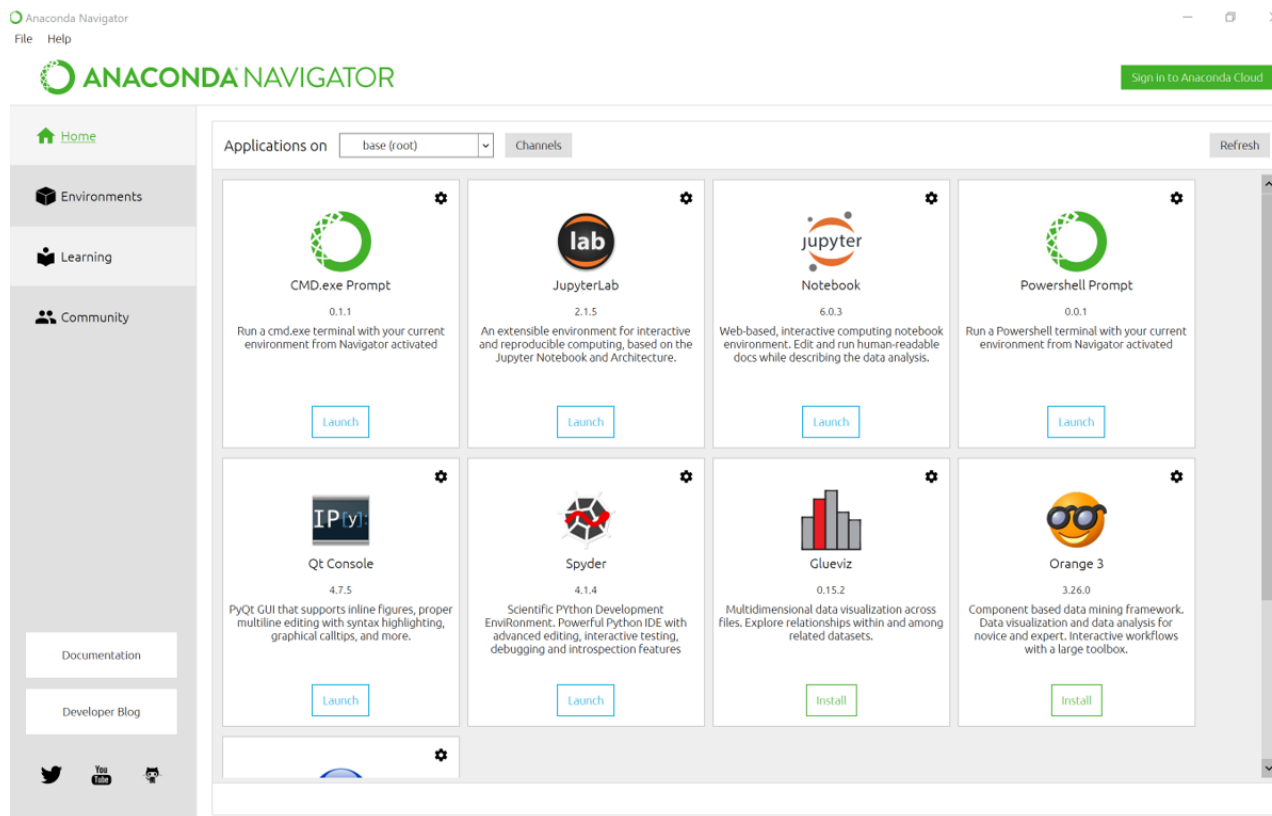 Anaconda Navigator
File Help
ANACONDA NAVIGATOR
Sign in to Anaconda Cloud
Home
Environments
Learning
Community
Documentation
Developer Blog
You
Tube
Applications on base (root) Channels Refresh
CMD.exe Prompt
0.1.1
Run a cmd.exe terminal with your current
environment from Navigator activated
Launch
lab
JupyterLab
2.1.5
An extensible environment for interactive
and reproducible computing, based on the
Jupyter Notebook and Architecture.
Launch
jupyter
Notebook
6.0.3
Web-based, interactive computing notebook
environment. Edit and run human-readable
docs while describing the data analysis.
Launch
Powershell Prompt
0.0.1
Run a Powershell terminal with your current
environment from Navigator activated
Launch
IP[y]:
Qt Console
4.7.5
PyQt GUI that supports inline figures, proper
multiline editing with syntax highlighting,
graphical calltips, and more.
Launch
Spyder
4.1.4
Scientific PYthon Development
EnviRonment. Powerful Python IDE with
advanced editing, interactive testing,
debugging and introspection features
Launch
Glueviz
0.15.2
Multidimensional data visualization across
files. Explore relationships within and among
related datasets.
Install
Orange 3
3.26.0
Component based data mining framework.
Data visualization and data analysis for
novice and expert. Interactive workflows
with a large toolbox.
Install